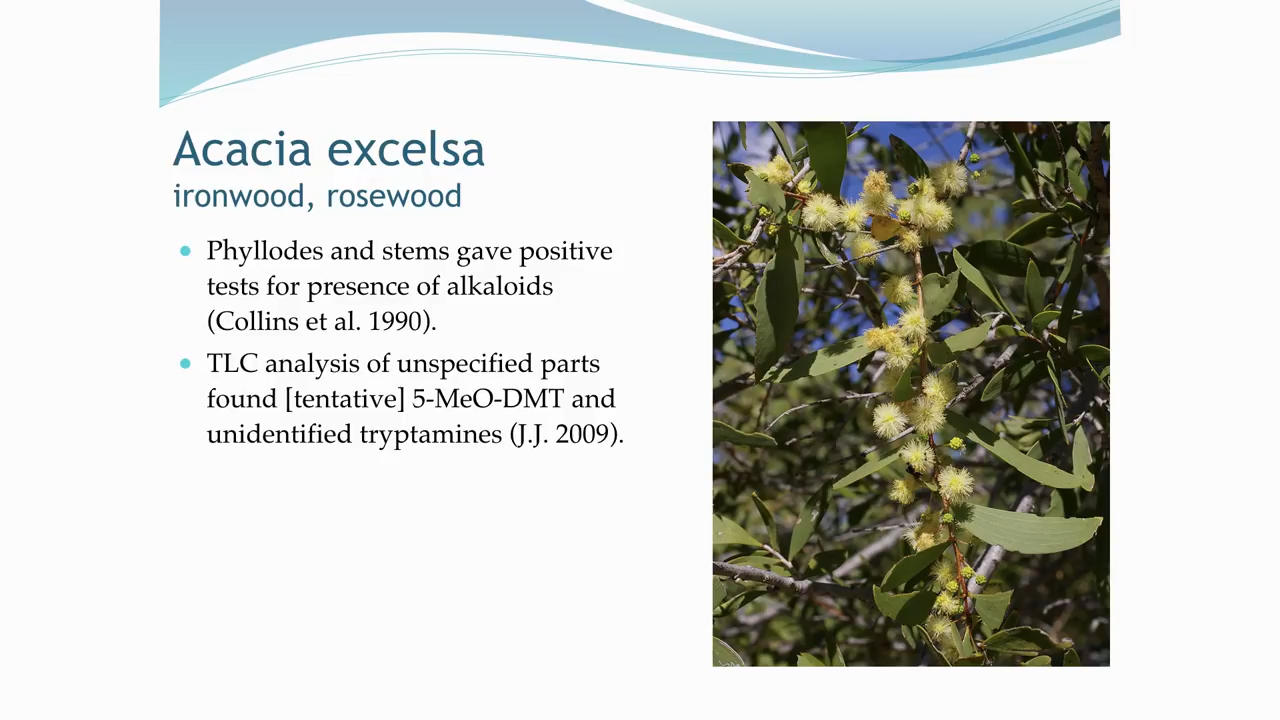 Acacia excelsa
ironwood, rosewood
• Phyllodes and stems gave positive
tests for presence of alkaloids
(Collins et al. 1990).
• TLC analysis of unspecified parts
found [tentative] 5-MeO-DMT and
unidentified tryptamines (J.J. 2009).